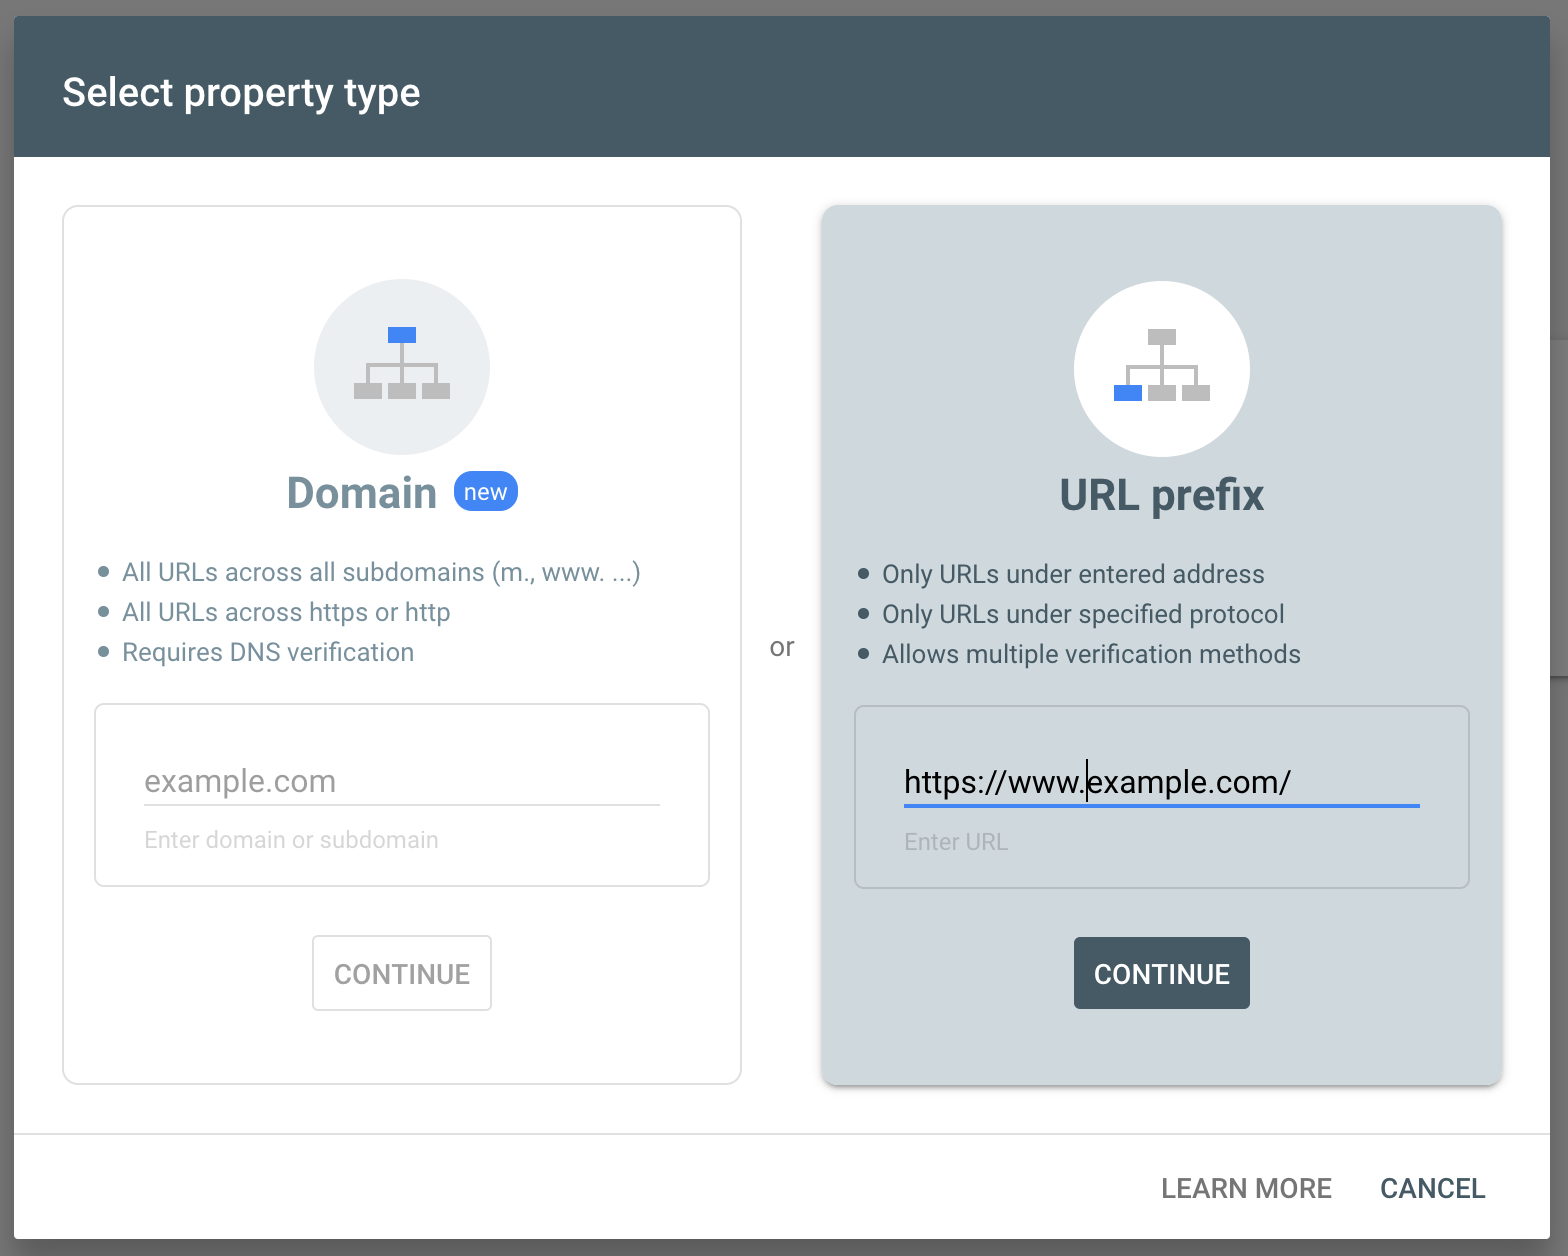 Select property type
Domain new
All URLs across all subdomains (m., www. ...)
All URLs across https or http
Requires DNS verification
example.com
Enter domain or subdomain
CONTINUE
or
URL prefix
Only URLs under entered address
Only URLs under specified protocol
Allows multiple verification methods
https://www.example.com/
Enter URL
CONTINUE
LEARN MORE CANCEL